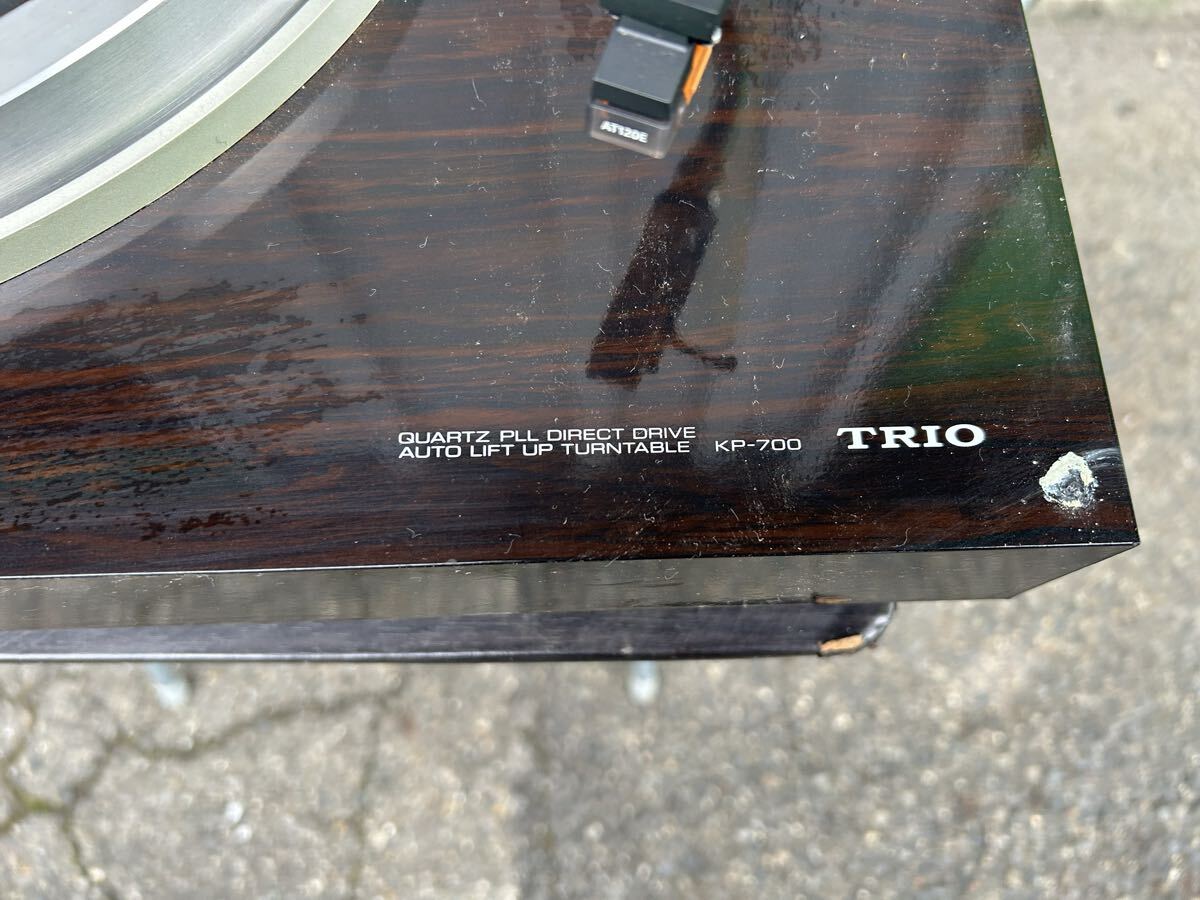 AT120E
QUARTZ PLL DIRECT DRIVE
AUTO LIFT UP TURNTABLE KP-700 TRIO